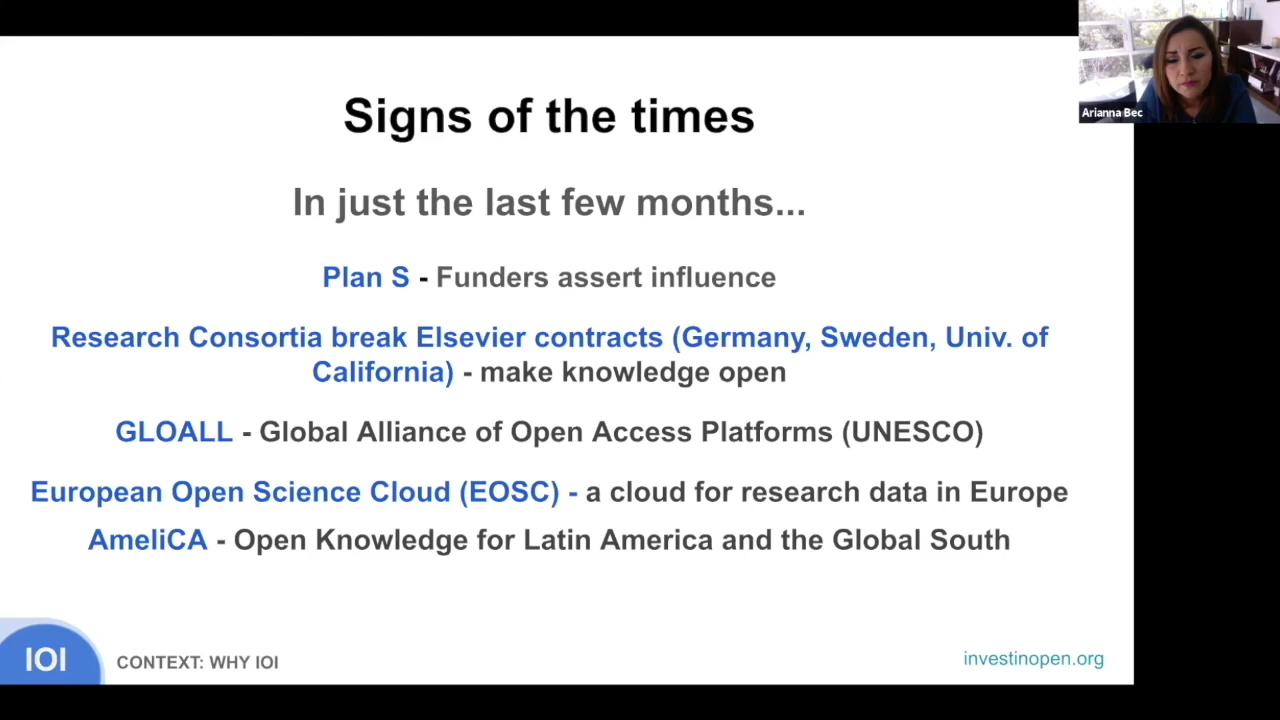 Signs of the times
In just the last few months...
Plan S - Funders assert influence
Research Consortia break Elsevier contracts (Germany, Sweden, Univ. of
California) - make knowledge open
GLOALL - Global Alliance of Open Access Platforms (UNESCO)
European Open Science Cloud (EOSC) - a cloud for research data in Europe
AmeliCA - Open Knowledge for Latin America and the Global South
IOI
CONTEXT: WHY IOI
investinopen.org
Arianna Bec